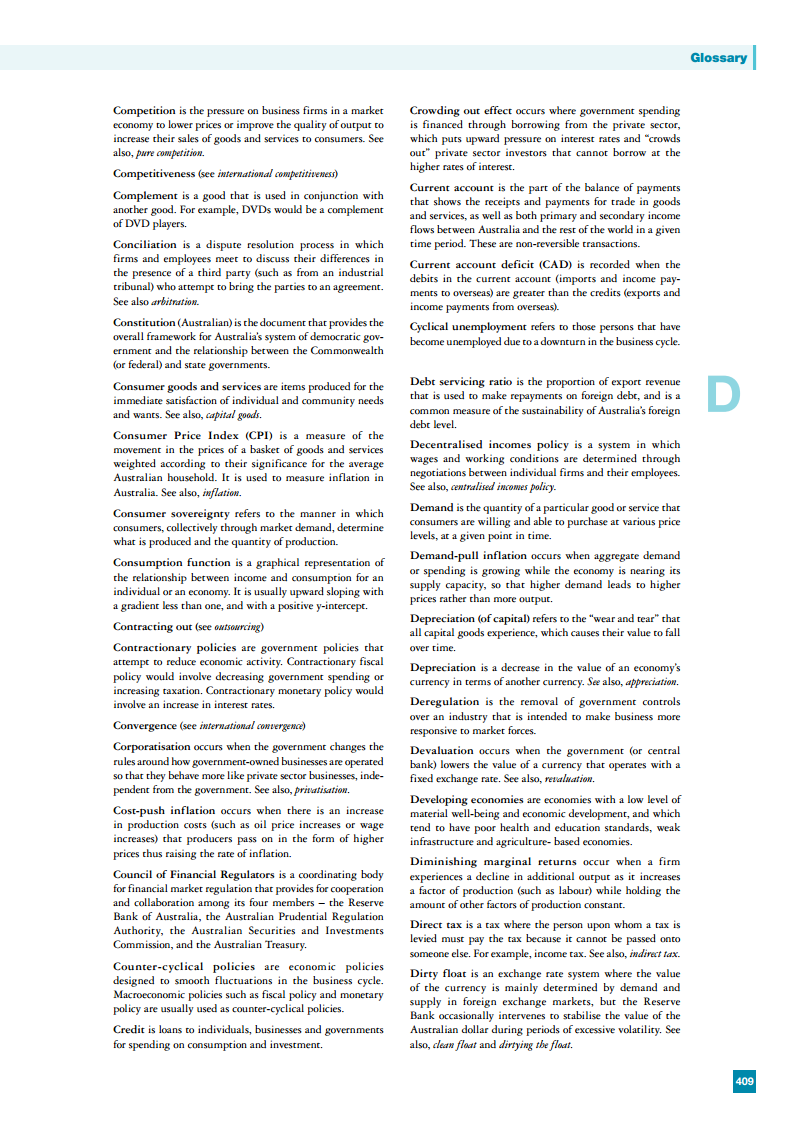 Glossary
Competition is the pressure on business firms in a market
economy to lower prices or improve the quality of output to
increase their sales of goods and services to consumers. See
also, pure competition.
Competitiveness (see international competitiveness)
Complement is a good that is used in conjunction with
another good. For example, DVDs would be a complement
of DVD players.
Conciliation is a dispute resolution process in which
firms and employees meet to discuss their differences in
the presence of a third party (such as from an industrial
tribunal) who attempt to bring the parties to an agreement.
See also arbitration.
Constitution (Australian) is the document that provides the
overall framework for Australia's system of democratic gov-
ernment and the relationship between the Commonwealth
(or federal) and state governments.
Consumer goods and services are items produced for the
immediate satisfaction of individual and community needs
and wants. See also, capital goods.
Consumer Price Index (CPI) is a measure of the
movement in the prices of a basket of goods and services
weighted according to their significance for the average
Australian household. It is used to measure inflation in
Australia. See also, inflation.
Consumer sovereignty refers to the manner in which
consumers, collectively through market demand, determine
what is produced and the quantity of production.
Consumption function is a graphical representation of
the relationship between income and consumption for an
individual or an economy. It is usually upward sloping with
a gradient less than one, and with a positive y-intercept.
Contracting out (see outsourcing)
Contractionary policies are government policies that
attempt to reduce economic activity. Contractionary fiscal
policy would involve decreasing government spending or
increasing taxation. Contractionary monetary policy would
involve an increase in interest rates.
Convergence (see international convergence)
Corporatisation occurs when the government changes the
rules around how government-owned businesses are operated
so that they behave more like private sector businesses, inde-
pendent from the government. See also, privatisation.
Cost-push inflation occurs when there is an increase
in production costs (such as oil price increases or wage
increases) that producers pass on in the form of higher
prices thus raising the rate of inflation.
Council of Financial Regulators is a coordinating body
for financial market regulation that provides for cooperation
and collaboration among its four members – the Reserve
Bank of Australia, the Australian Prudential Regulation
Authority, the Australian Securities and Investments
Commission, and the Australian Treasury.
Counter-cyclical policies are economic policies
designed to smooth fluctuations in the business cycle.
Macroeconomic policies such as fiscal policy and monetary
policy are usually used as counter-cyclical policies.
Credit is loans to individuals, businesses and governments
for spending on consumption and investment.
Crowding out effect occurs where government spending
is financed through borrowing from the private sector,
which puts upward pressure on interest rates and “crowds
out” private sector investors that cannot borrow at the
higher rates of interest.
Current account is the part of the balance of payments
that shows the receipts and payments for trade in goods
and services, as well as both primary and secondary income
flows between Australia and the rest of the world in a given
time period. These are non-reversible transactions.
Current account deficit (CAD) is recorded when the
debits in the current account (imports and income pay-
ments to overseas) are greater than the credits (exports and
income payments from overseas).
Cyclical unemployment refers to those persons that have
become unemployed due to a downturn in the business cycle.
D
Debt servicing ratio is the proportion of export revenue
that is used to make repayments on foreign debt, and is a
common measure of the sustainability of Australia's foreign
debt level.
Decentralised incomes policy is a system in which
wages and working conditions are determined through
negotiations between individual firms and their employees.
See also, centralised incomes policy.
Demand is the quantity of a particular good or service that
consumers are willing and able to purchase at various price
levels, at a given point in time.
Demand-pull inflation occurs when aggregate demand
or spending is growing while the economy is nearing its
supply capacity, so that higher demand leads to higher
prices rather than more output.
Depreciation (of capital) refers to the “wear and tear” that
all capital goods experience, which causes their value to fall
over time.
Depreciation is a decrease in the value of an economy's
currency in terms of another currency. See also, appreciation.
Deregulation is the removal of government controls
over an industry that is intended to make business more
responsive to market forces.
Devaluation occurs when the government (or central
bank) lowers the value of a currency that operates with a
fixed exchange rate. See also, revaluation.
Developing economies are economies with a low level of
material well-being and economic development, and which
tend to have poor health and education standards, weak
infrastructure and agriculture- based economies.
Diminishing marginal returns occur when a firm
experiences a decline in additional output as it increases
a factor of production (such as labour) while holding the
amount of other factors of production constant.
Direct tax is a tax where the person upon whom a tax is
levied must pay the tax because it cannot be passed onto
someone else. For example, income tax. See also, indirect tax.
Dirty float is an exchange rate system where the value
of the currency is mainly determined by demand and
supply in foreign exchange markets, but the Reserve
Bank occasionally intervenes to stabilise the value of the
Australian dollar during periods of excessive volatility. See
also, clean float and dirtying the float.
409